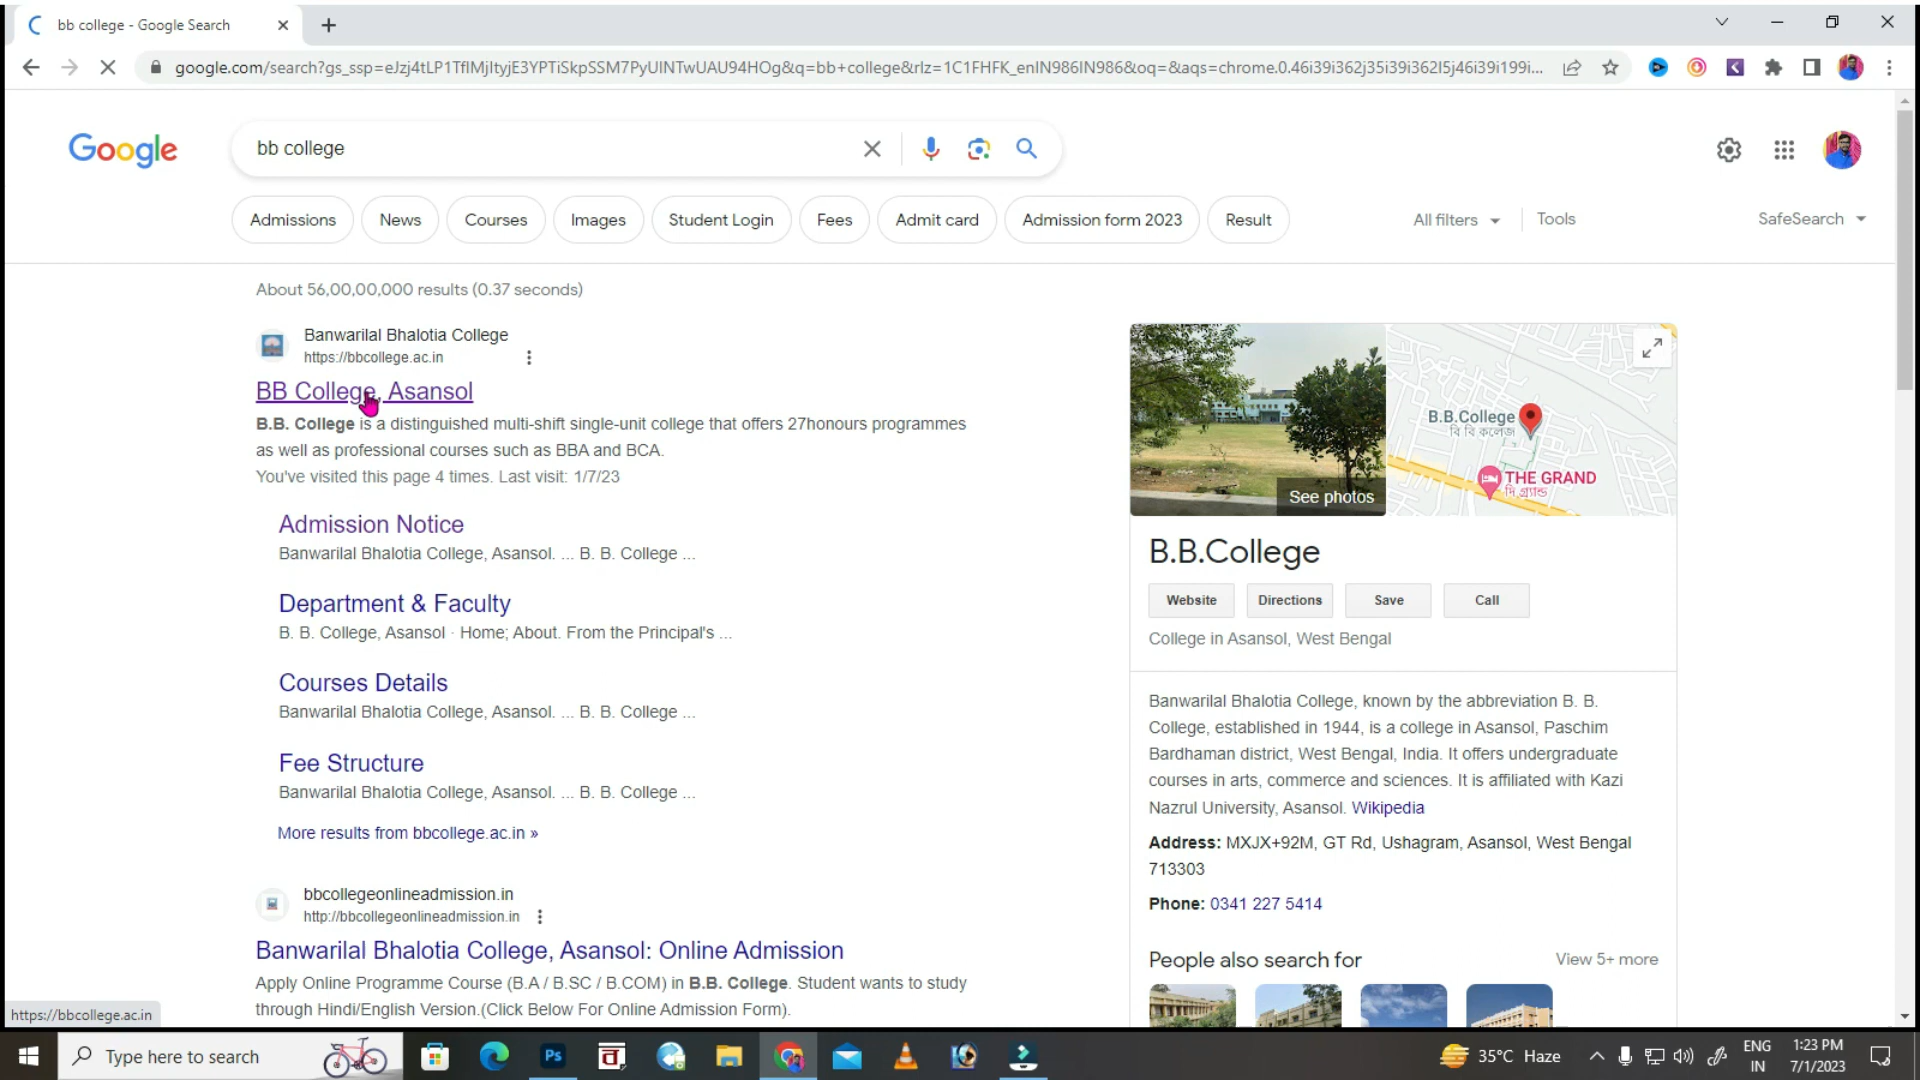 bb college - Google Search
google.com/search?gs_ssp=eJzj4tLP1TflMjItyjE3YPTiSkpSSM7PyUlNTwUAU94HOg&q=bb+college&rlz=1C1FHFK_enIN986IN986&oq=&aqs=chrome.0.46i39i362j35i39i362l5j46i39i199i...
Google
bb college
Admissions
News
Courses
Images
Student Login
Fees
Admit card
Admission form 2023
Result
All filters
Tools
SafeSearch
About 56,00,00,000 results (0.37 seconds)
Banwarilal Bhalotia College
https://bbcollege.ac.in
BB College, Asansol
B.B. College is a distinguished multi-shift single-unit college that offers 27honours programmes
as well as professional courses such as BBA and BCA.
You've visited this page 4 times. Last visit: 1/7/23
Admission Notice
Banwarilal Bhalotia College, Asansol. ... B. B. College ...
Department & Faculty
B. B. College, Asansol · Home; About. From the Principal's ...
Courses Details
Banwarilal Bhalotia College, Asansol. ... B. B. College ...
Fee Structure
Banwarilal Bhalotia College, Asansol. ... B. B. College ...
More results from bbcollege.ac.in »
bbcollegeonlineadmission.in
http://bbcollegeonlineadmission.in
Banwarilal Bhalotia College, Asansol: Online Admission
Apply Online Programme Course (B.A / B.SC / B.COM) in B.B. College. Student wants to study
through Hindi/English Version.(Click Below For Online Admission Form).
https://bbcollege.ac.in
See photos
B.B.College
বি বি কলেজ
THE GRAND
দি গ্র্যান্ড
B.B.College
Website
Directions
Save
Call
College in Asansol, West Bengal
Banwarilal Bhalotia College, known by the abbreviation B. B.
College, established in 1944, is a college in Asansol, Paschim
Bardhaman district, West Bengal, India. It offers undergraduate
courses in arts, commerce and sciences. It is affiliated with Kazi
Nazrul University, Asansol. Wikipedia
Address: MXJX+92M, GT Rd, Ushagram, Asansol, West Bengal
713303
Phone: 0341 227 5414
People also search for
View 5+ more
Type here to search
Ps
35°C Haze
ENG
IN
1:23 PM
7/1/2023